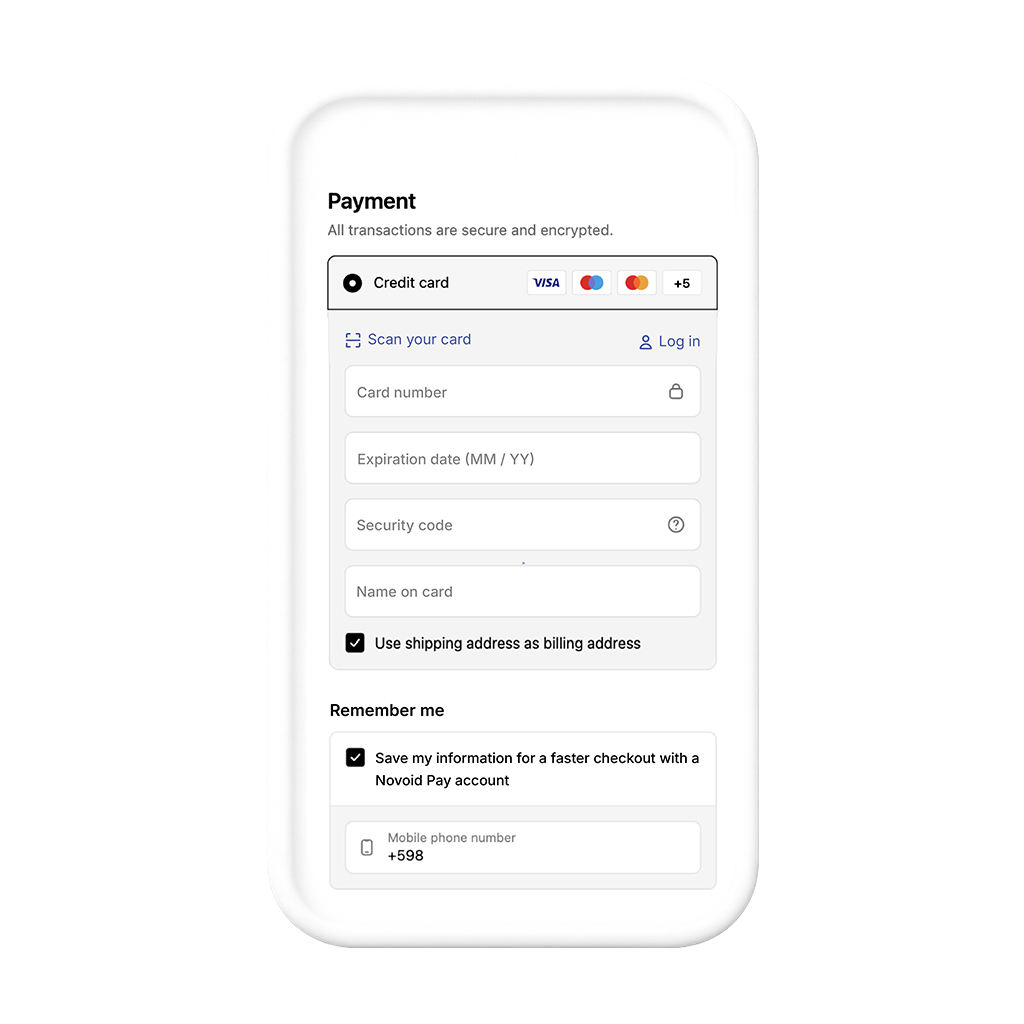 Payment
All transactions are secure and encrypted.
Credit card VISA +5
Scan your card Log in
Card number
Expiration date (MM / YY)
Security code
Name on card
Use shipping address as billing address
Remember me
Save my information for a faster checkout with a
Novoid Pay account
Mobile phone number
+598